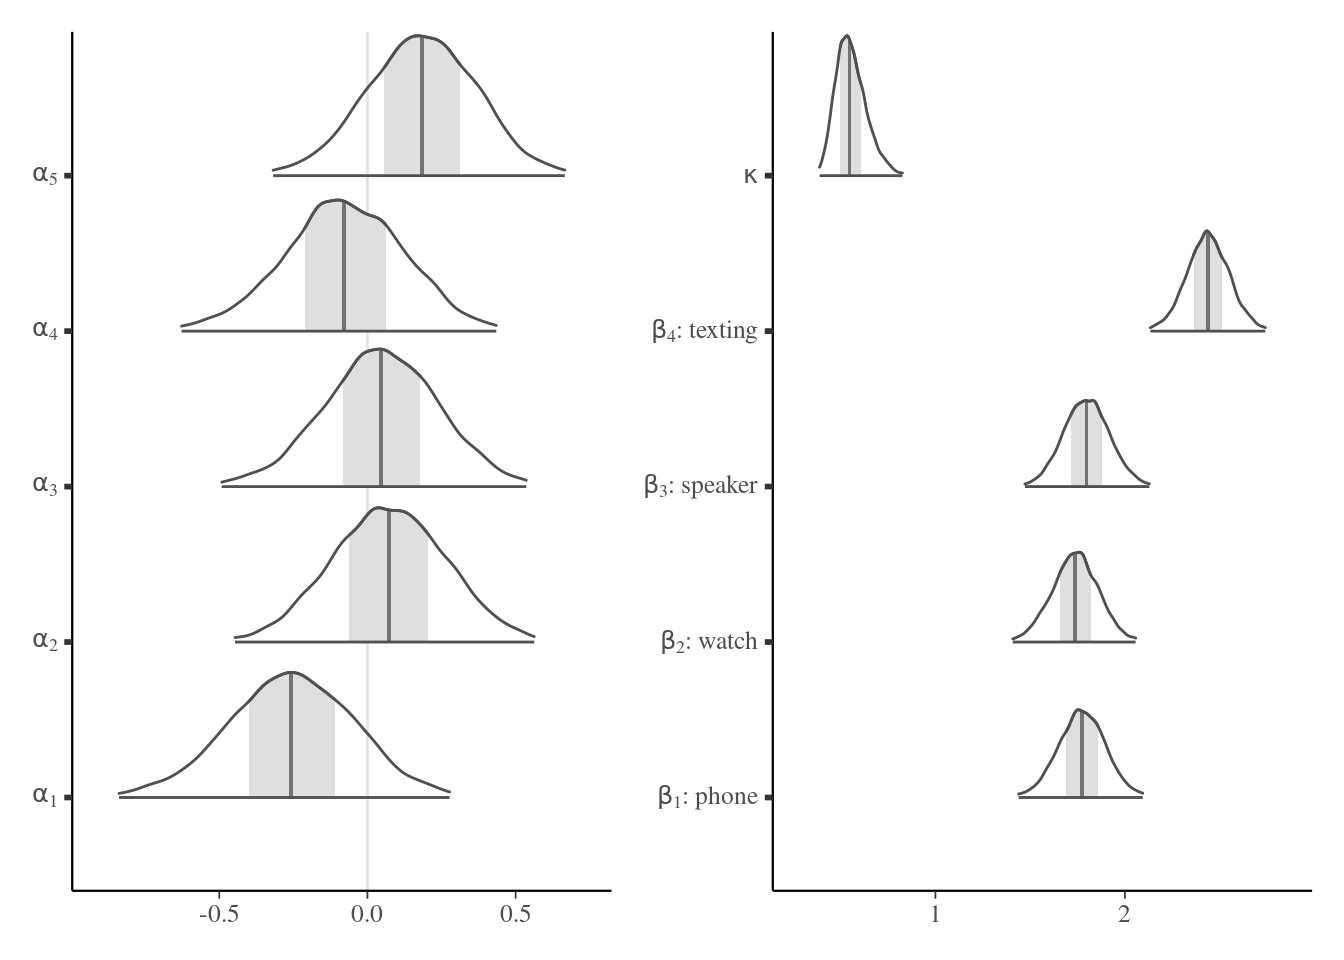 α₅
α₄
α₃
α₂
α₁
-0.5 0.0 0.5
κ
β₄: texting
β₃: speaker
β₂: watch
β₁: phone
1 2